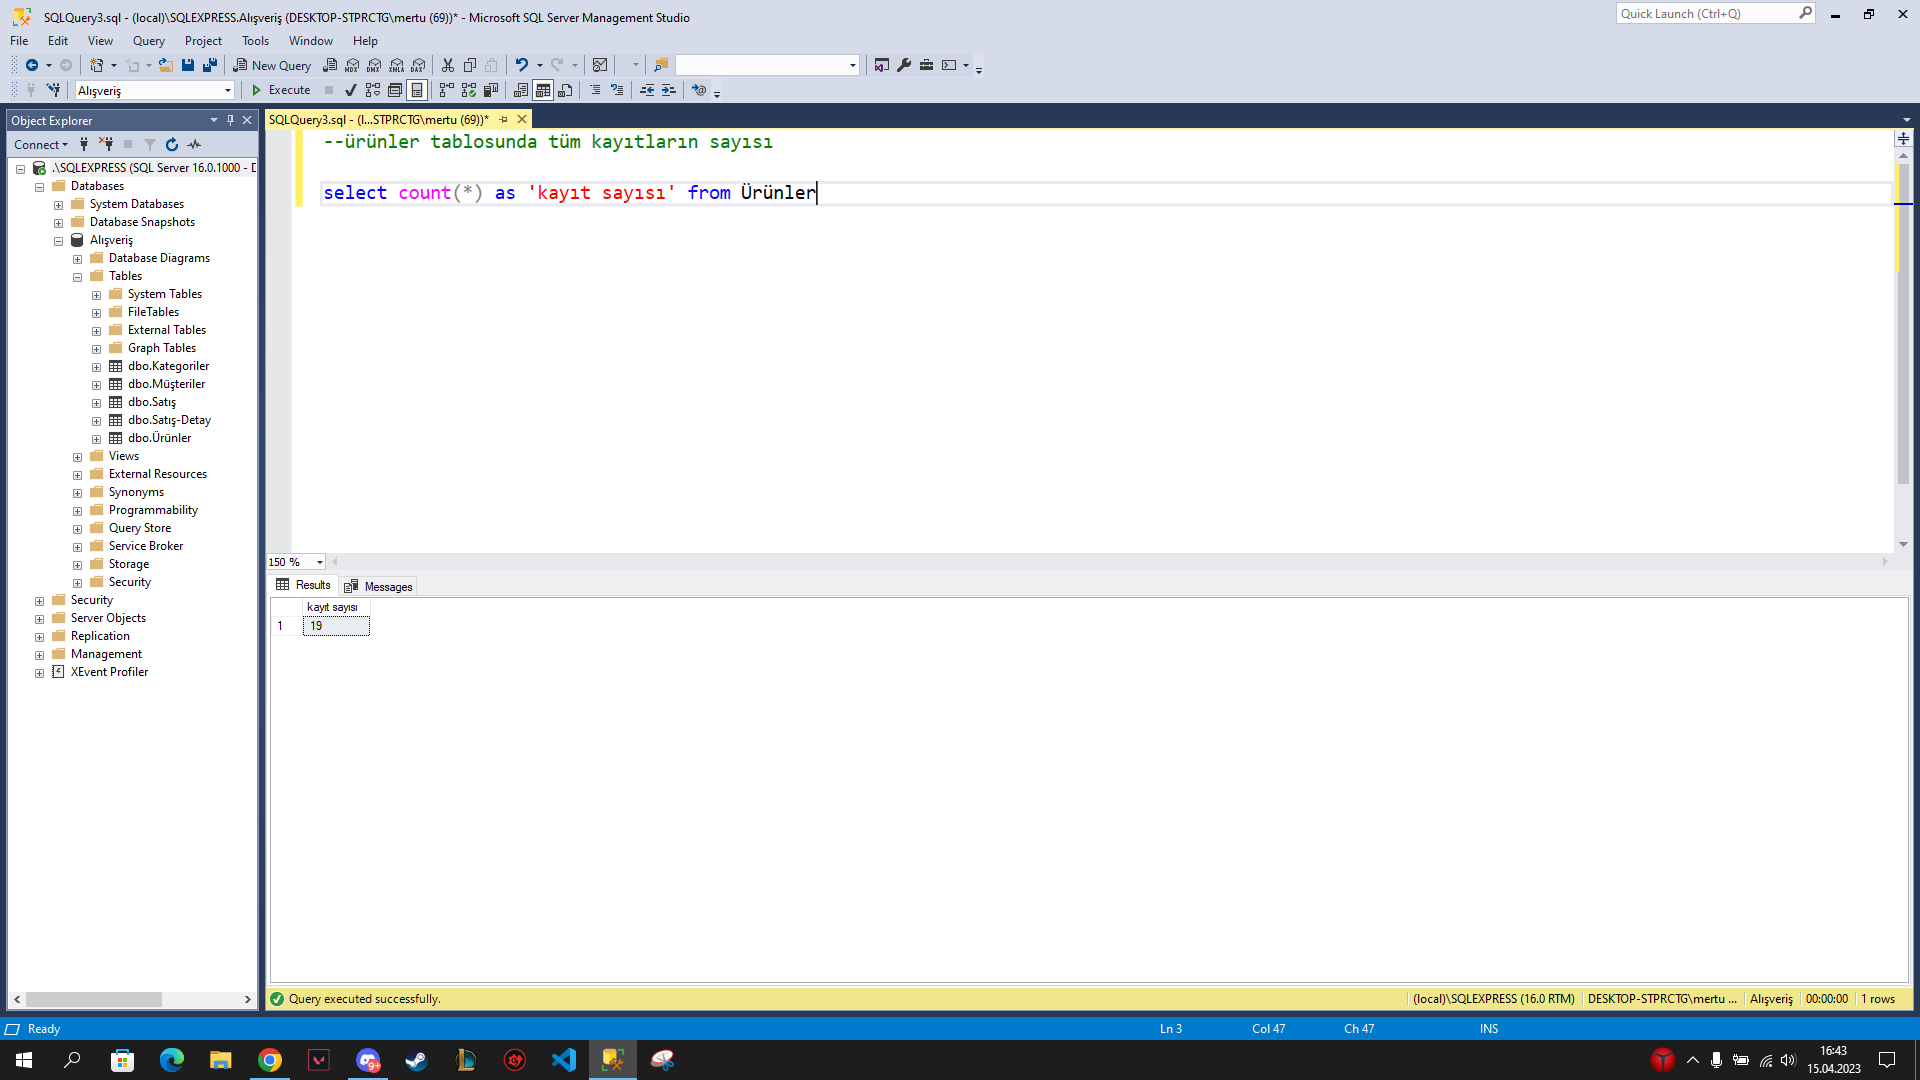 SQLQuery3.sql - (local)\SQLEXPRESS.Alışveriş (DESKTOP-STPRCTG\mertu (69))* - Microsoft SQL Server Management Studio
Quick Launch (Ctrl+Q)
File Edit View Query Project Tools Window Help
New Query
MDX DMX XMLA DAX
Alışveriş
Execute
Object Explorer
SQLQuery3.sql - (l...STPRCTG\mertu (69))*
Connect
.\SQLEXPRESS (SQL Server 16.0.1000 - D
Databases
System Databases
Database Snapshots
Alışveriş
Database Diagrams
Tables
System Tables
FileTables
External Tables
Graph Tables
dbo.Kategoriler
dbo.Müşteriler
dbo.Satış
dbo.Satış-Detay
dbo.Ürünler
Views
External Resources
Synonyms
Programmability
Query Store
Service Broker
Storage
Security
Security
Server Objects
Replication
Management
XEvent Profiler
--ürünler tablosunda tüm kayıtların sayısı
select count(*) as 'kayıt sayısı' from Ürünler
150 %
Results Messages
kayıt sayısı
1 19
Query executed successfully.
(local)\SQLEXPRESS (16.0 RTM) DESKTOP-STPRCTG\mertu ... Alışveriş 00:00:00 1 rows
Ready
Ln 3 Col 47 Ch 47 INS
9+
16:43
15.04.2023